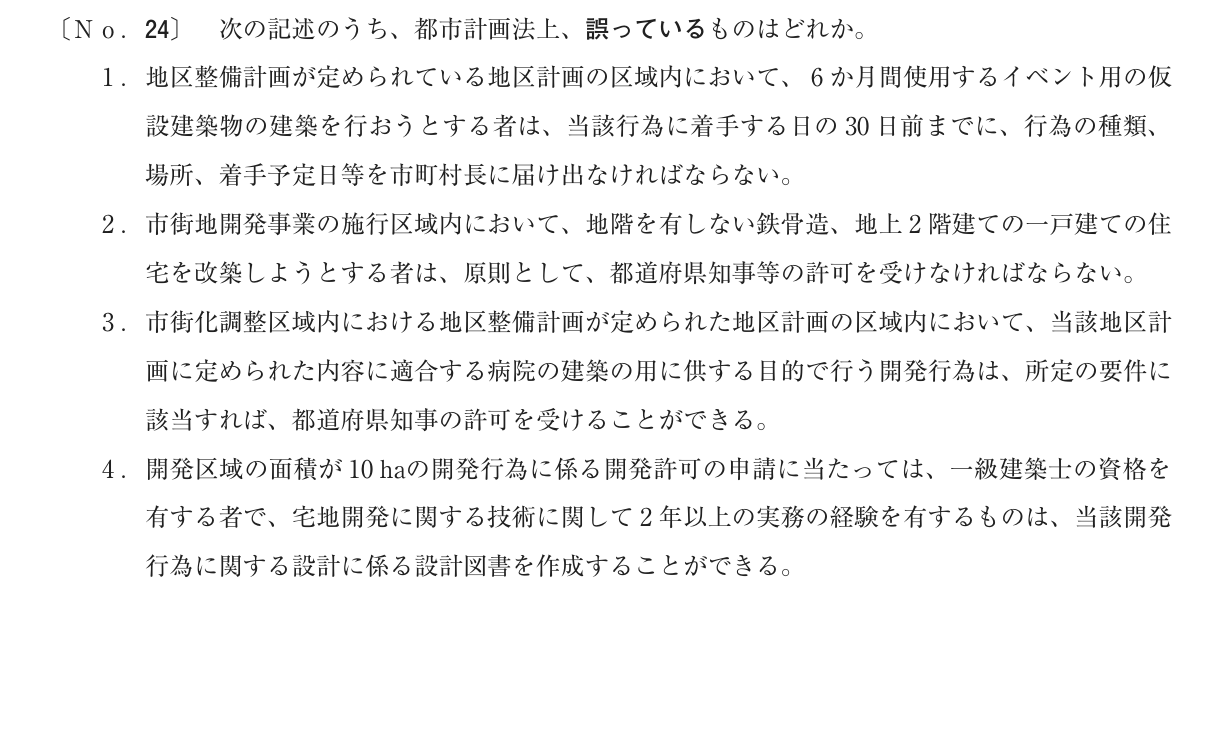 〔Ｎｏ．24〕　次の記述のうち、都市計画法上、誤っているものはどれか。
１．地区整備計画が定められている地区計画の区域内において、６か月間使用するイベント用の仮
設建築物の建築を行おうとする者は、当該行為に着手する日の 30 日前までに、行為の種類、
場所、着手予定日等を市町村長に届け出なければならない。
２．市街地開発事業の施行区域内において、地階を有しない鉄骨造、地上２階建ての一戸建ての住
宅を改築しようとする者は、原則として、都道府県知事等の許可を受けなければならない。
３．市街化調整区域内における地区整備計画が定められた地区計画の区域内において、当該地区計
画に定められた内容に適合する病院の建築の用に供する目的で行う開発行為は、所定の要件に
該当すれば、都道府県知事の許可を受けることができる。
４．開発区域の面積が 10 haの開発行為に係る開発許可の申請に当たっては、一級建築士の資格を
有する者で、宅地開発に関する技術に関して２年以上の実務の経験を有するものは、当該開発
行為に関する設計に係る設計図書を作成することができる。